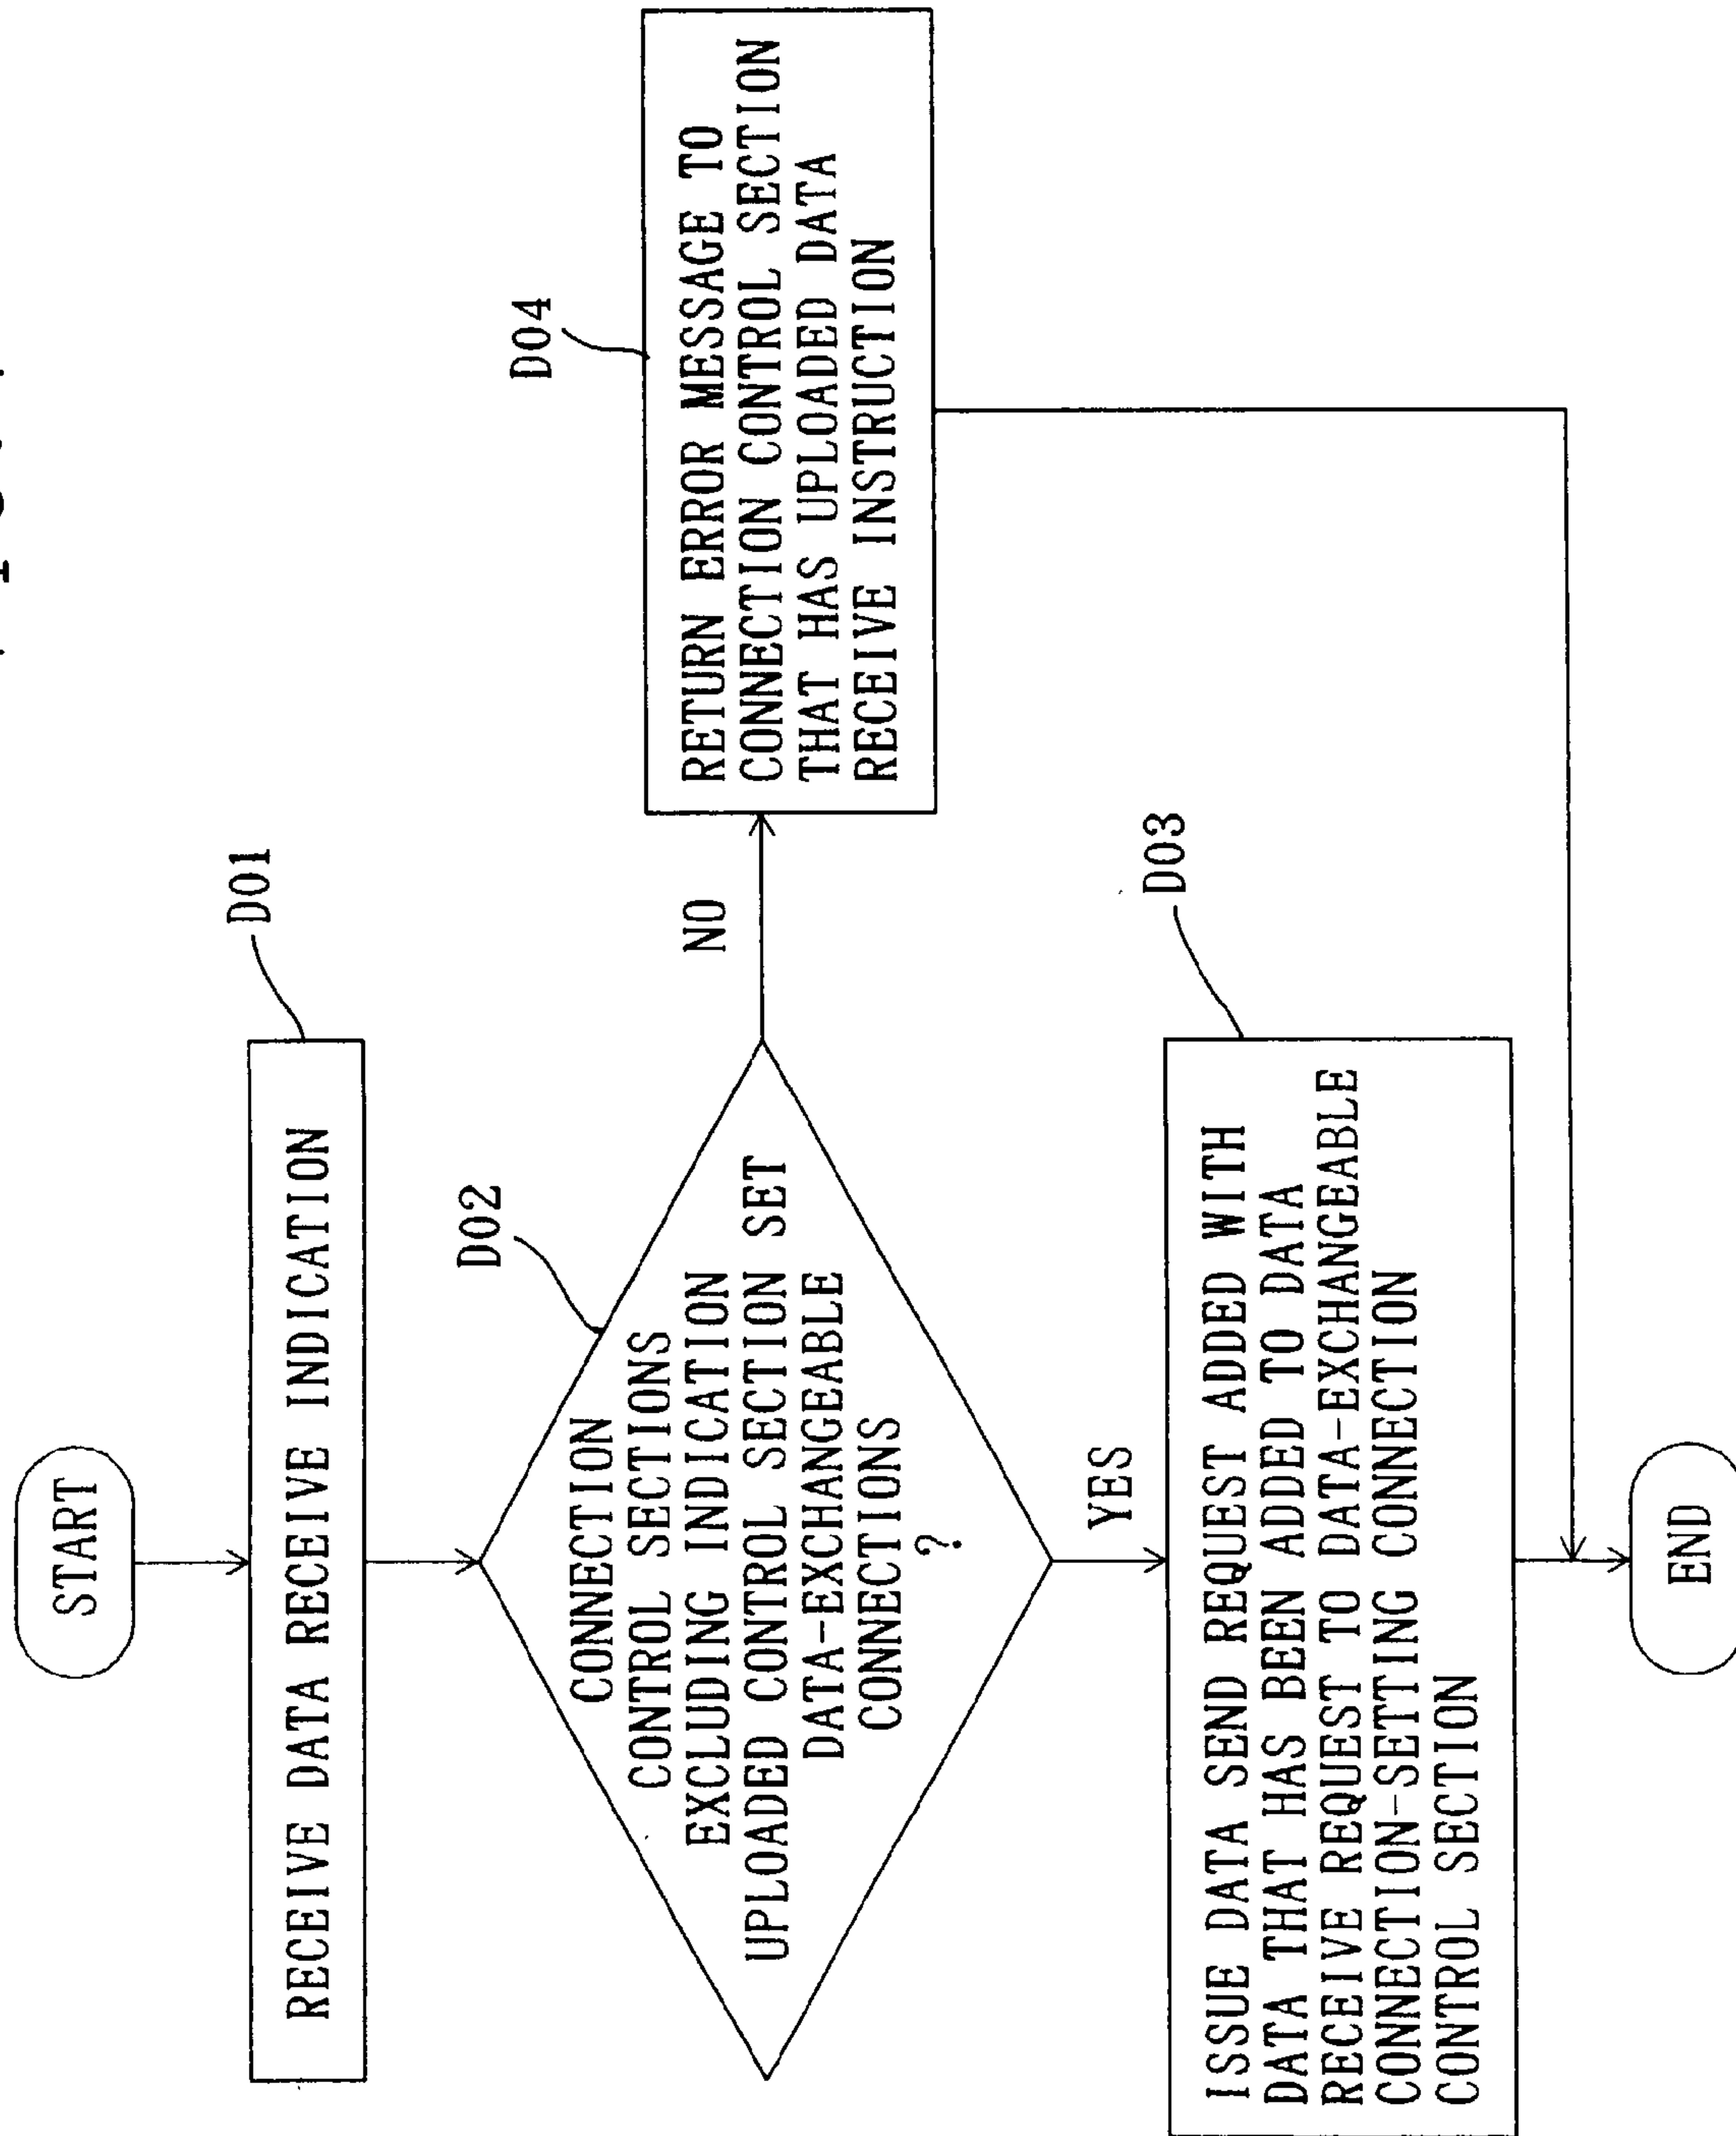 START
D01
RECEIVE DATA RECEIVE INDICATION
D02
CONNECTION
CONTROL SECTIONS
EXCLUDING INDICATION
UPLOADED CONTROL SECTION SET
DATA-EXCHANGEABLE
CONNECTIONS
?
NO
D04
RETURN ERROR MESSAGE TO
CONNECTION CONTROL SECTION
THAT HAS UPLOADED DATA
RECEIVE INSTRUCTION
YES
D03
ISSUE DATA SEND REQUEST ADDED WITH
DATA THAT HAS BEEN ADDED TO DATA
RECEIVE REQUEST TO DATA-EXCHANGEABLE
CONNECTION-SETTING CONNECTION
CONTROL SECTION
END